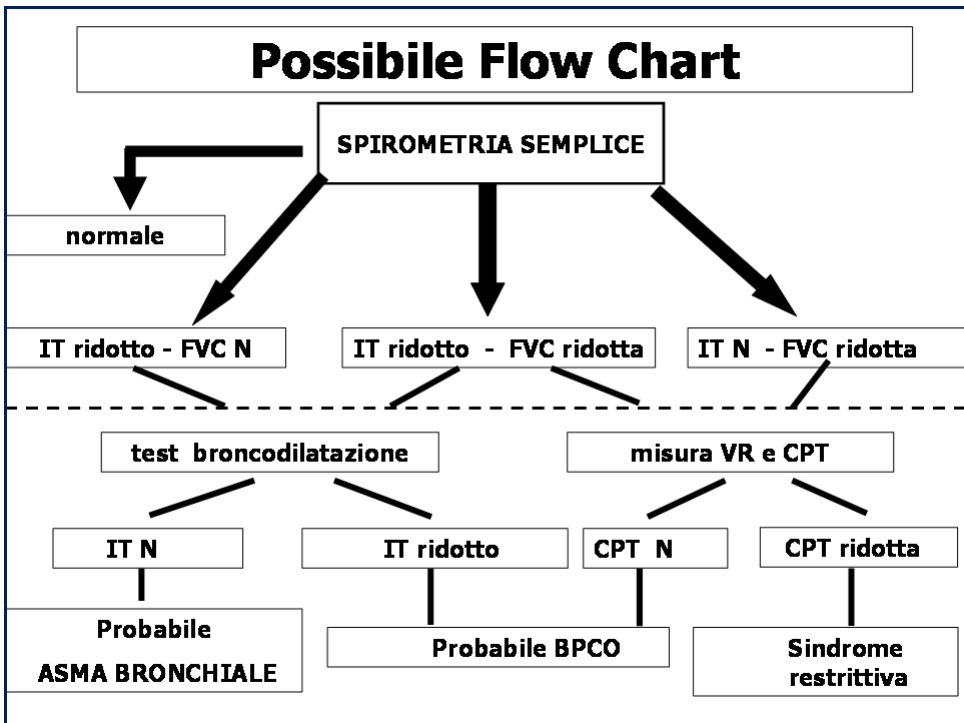 Possibile Flow Chart
SPIROMETRIA SEMPLICE
normale
IT ridotto - FVC N
IT ridotto - FVC ridotta
IT N - FVC ridotta
test broncodilatazione
misura VR e CPT
IT N
IT ridotto
CPT N
CPT ridotta
Probabile
ASMA BRONCHIALE
Probabile BPCO
Sindrome
restrittiva